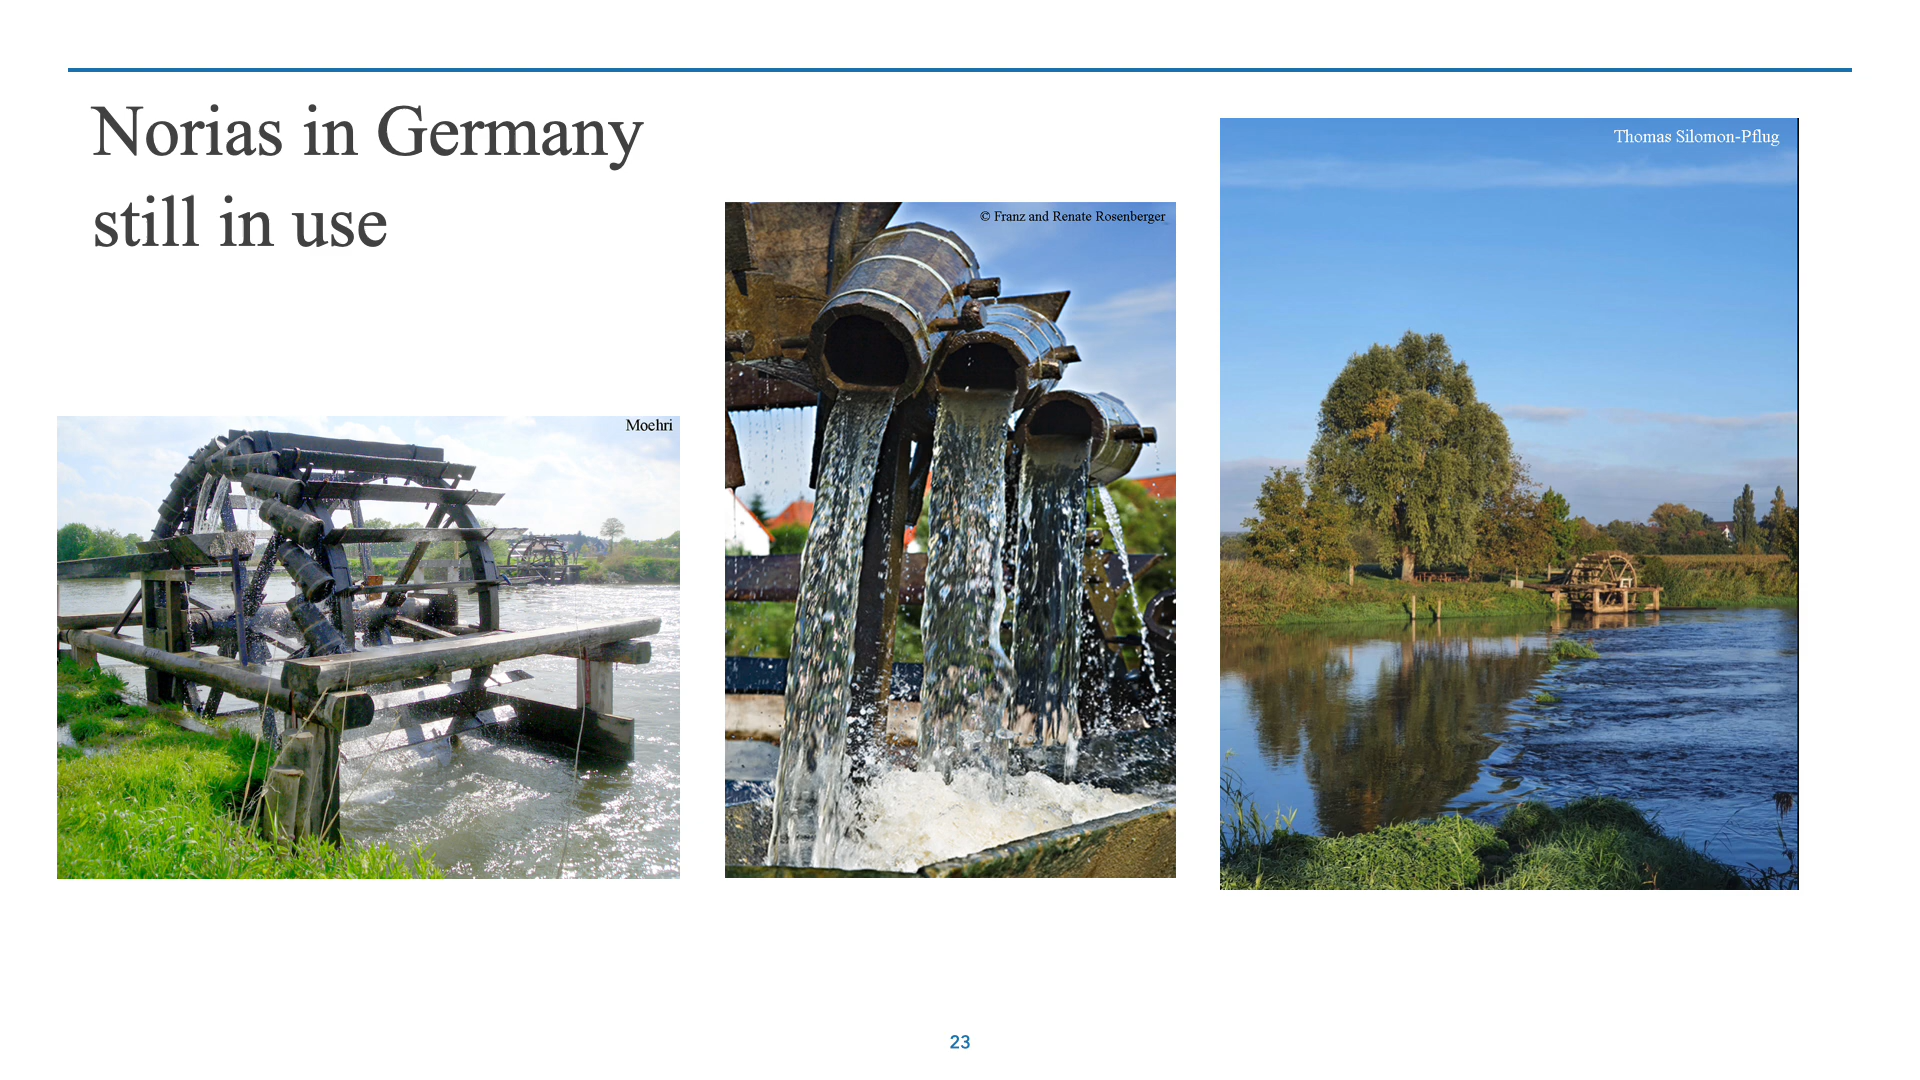 Norias in Germany
still in use
Thomas Silomon-Pflug
© Franz and Renate Rosenberger
Moehri
23